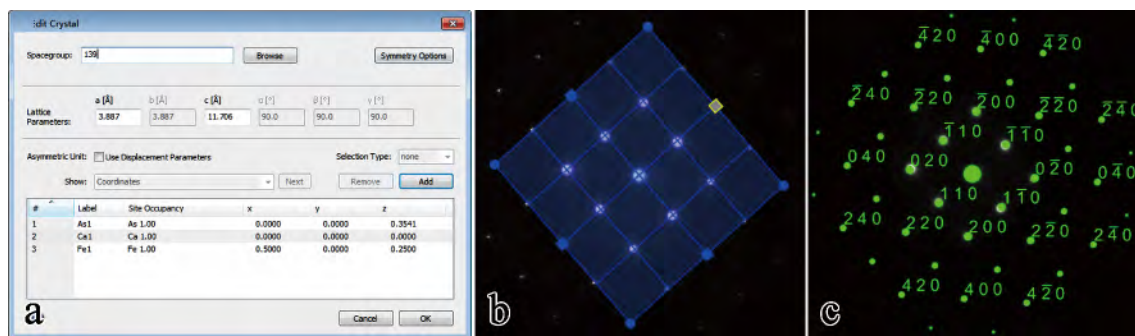 dit Crystal
Spacegroup: 139 Browse Symmetry Options
a [Å] b [Å] c [Å] α [°] β [°] γ [°]
Lattice Parameters: 3.887 3.887 11.706 90.0 90.0 90.0
Asymmetric Unit: Use Displacement Parameters Selection Type: none
Show: Coordinates Next Remove Add
# Label Site Occupancy x y z
1 As1 As 1.00 0.0000 0.0000 0.3541
2 Ca1 Ca 1.00 0.0000 0.0000 0.0000
3 Fe1 Fe 1.00 0.5000 0.0000 0.2500
Cancel OK
a
b
4̄20 4̄00 4̄2̄0
2̄40 2̄20 2̄00 2̄2̄0 2̄4̄0
1̄10 1̄1̄0
040 020 02̄0 04̄0
110 11̄0
240 220 200 22̄0 24̄0
420 400 42̄0
c